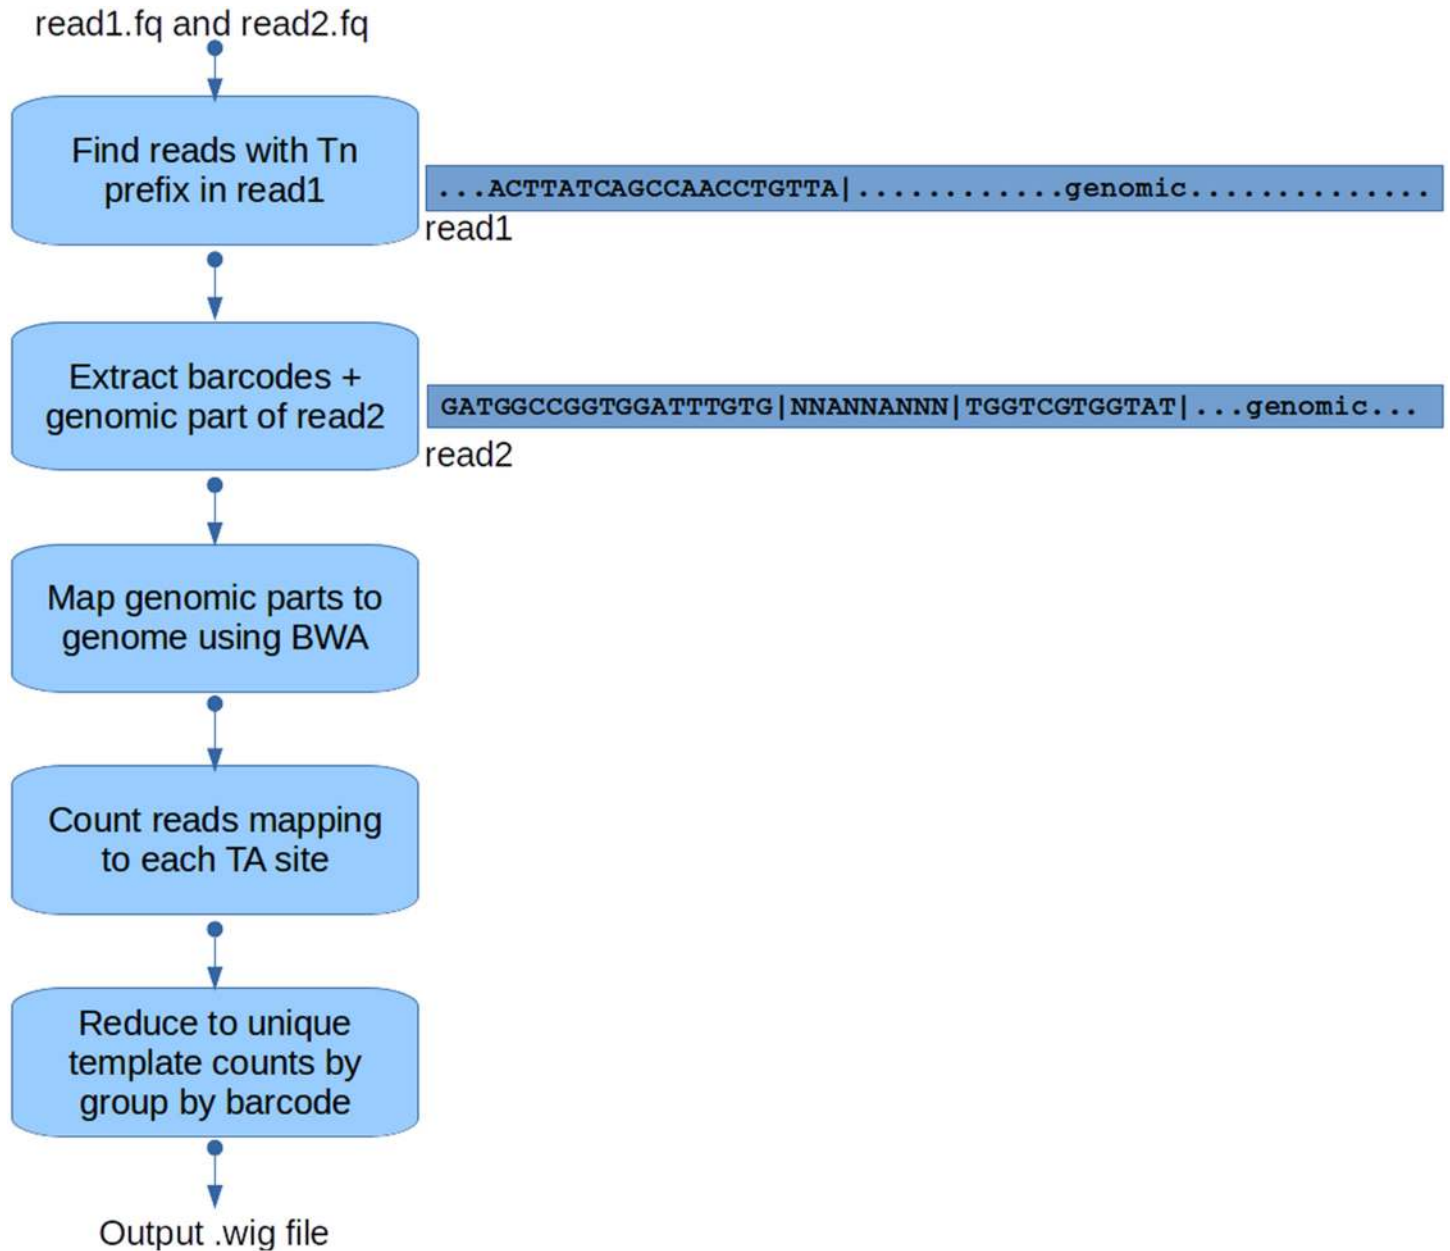 read1.fq and read2.fq
Find reads with Tn
prefix in read1
...ACTTATCAGCCAACCTGTTA|............genomic..............
read1
Extract barcodes +
genomic part of read2
GATGGCCGGTGGATTTGTG|NNANNANNN|TGGTCGTGGTAT|...genomic...
read2
Map genomic parts to
genome using BWA
Count reads mapping
to each TA site
Reduce to unique
template counts by
group by barcode
Output .wig file